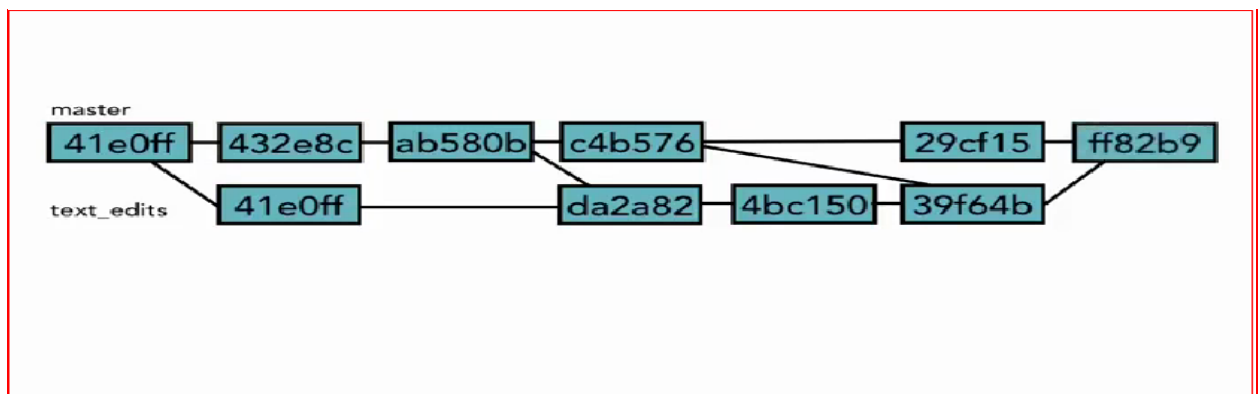 master
41e0ff 432e8c ab580b c4b576 29cf15 ff82b9
text_edits 41e0ff da2a82 4bc150 39f64b